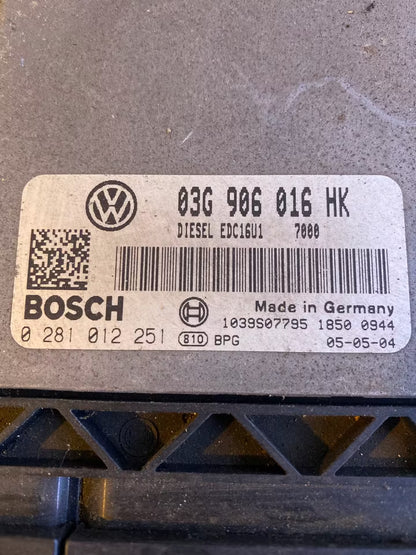 03G 906 016 HK
DIESEL EDC16U1 7000
BOSCH
Made in Germany
1039S07795 1850 0944
0 281 012 251 810 BPG 05-05-04